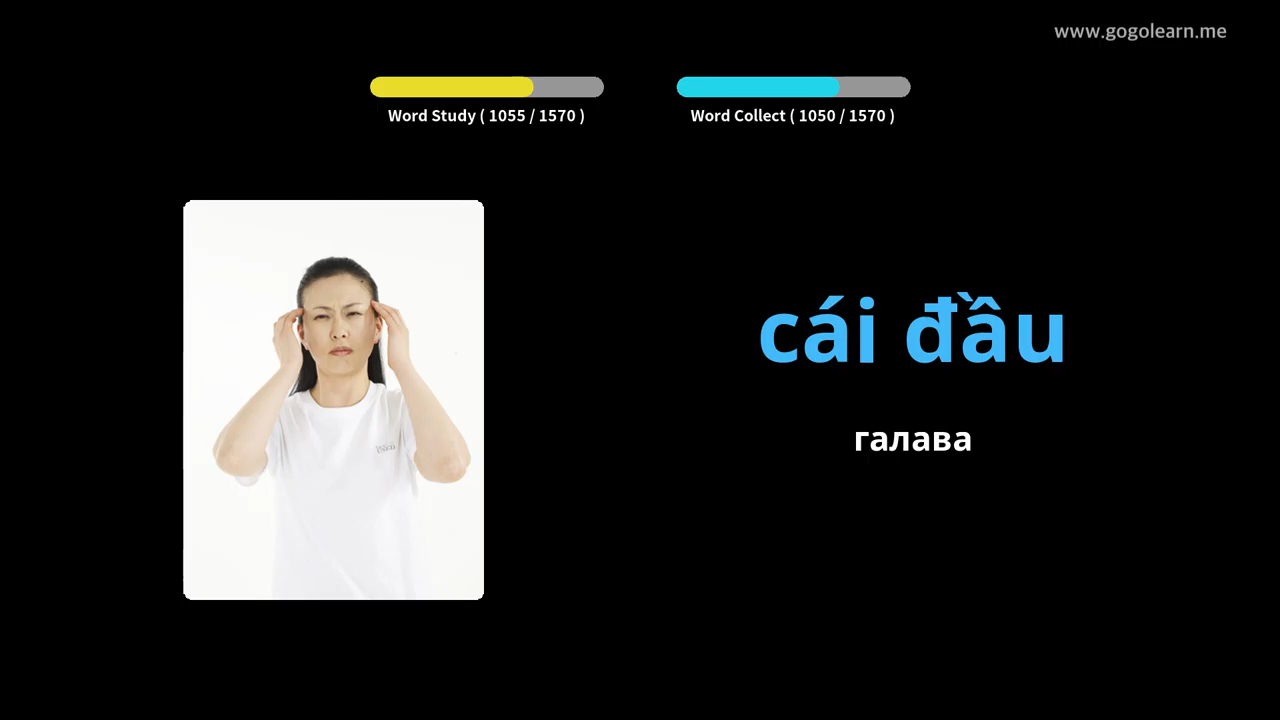 www.gogolearn.me
Word Study ( 1055 / 1570 )
Word Collect ( 1050 / 1570 )
cái đầu
галава